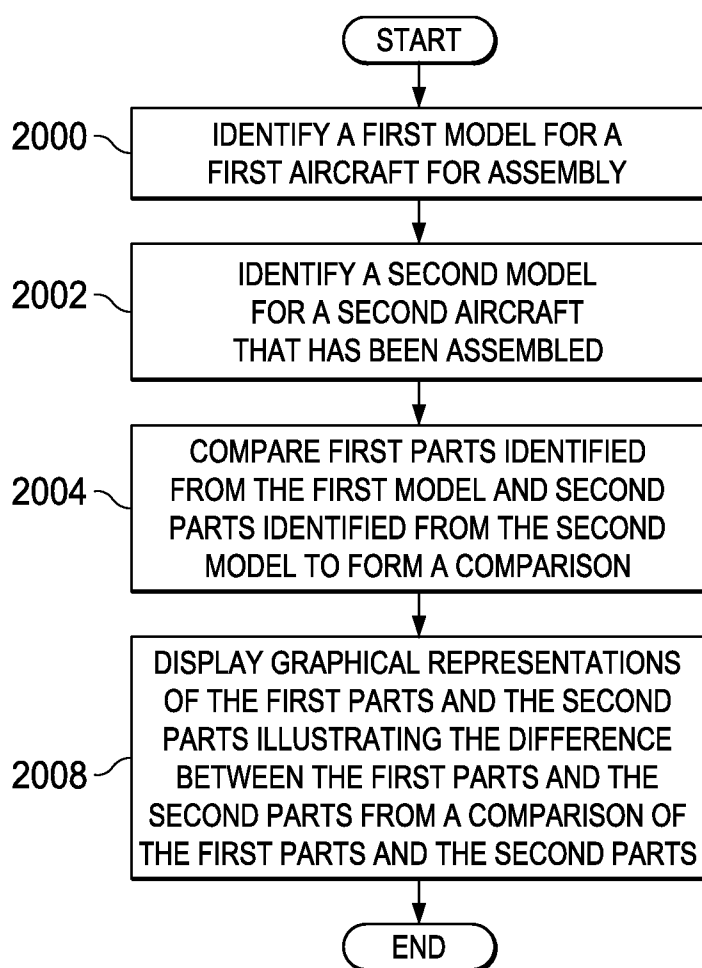 START
2000
IDENTIFY A FIRST MODEL FOR A
FIRST AIRCRAFT FOR ASSEMBLY
2002
IDENTIFY A SECOND MODEL
FOR A SECOND AIRCRAFT
THAT HAS BEEN ASSEMBLED
2004
COMPARE FIRST PARTS IDENTIFIED
FROM THE FIRST MODEL AND SECOND
PARTS IDENTIFIED FROM THE SECOND
MODEL TO FORM A COMPARISON
2008
DISPLAY GRAPHICAL REPRESENTATIONS
OF THE FIRST PARTS AND THE SECOND
PARTS ILLUSTRATING THE DIFFERENCE
BETWEEN THE FIRST PARTS AND THE
SECOND PARTS FROM A COMPARISON OF
THE FIRST PARTS AND THE SECOND PARTS
END